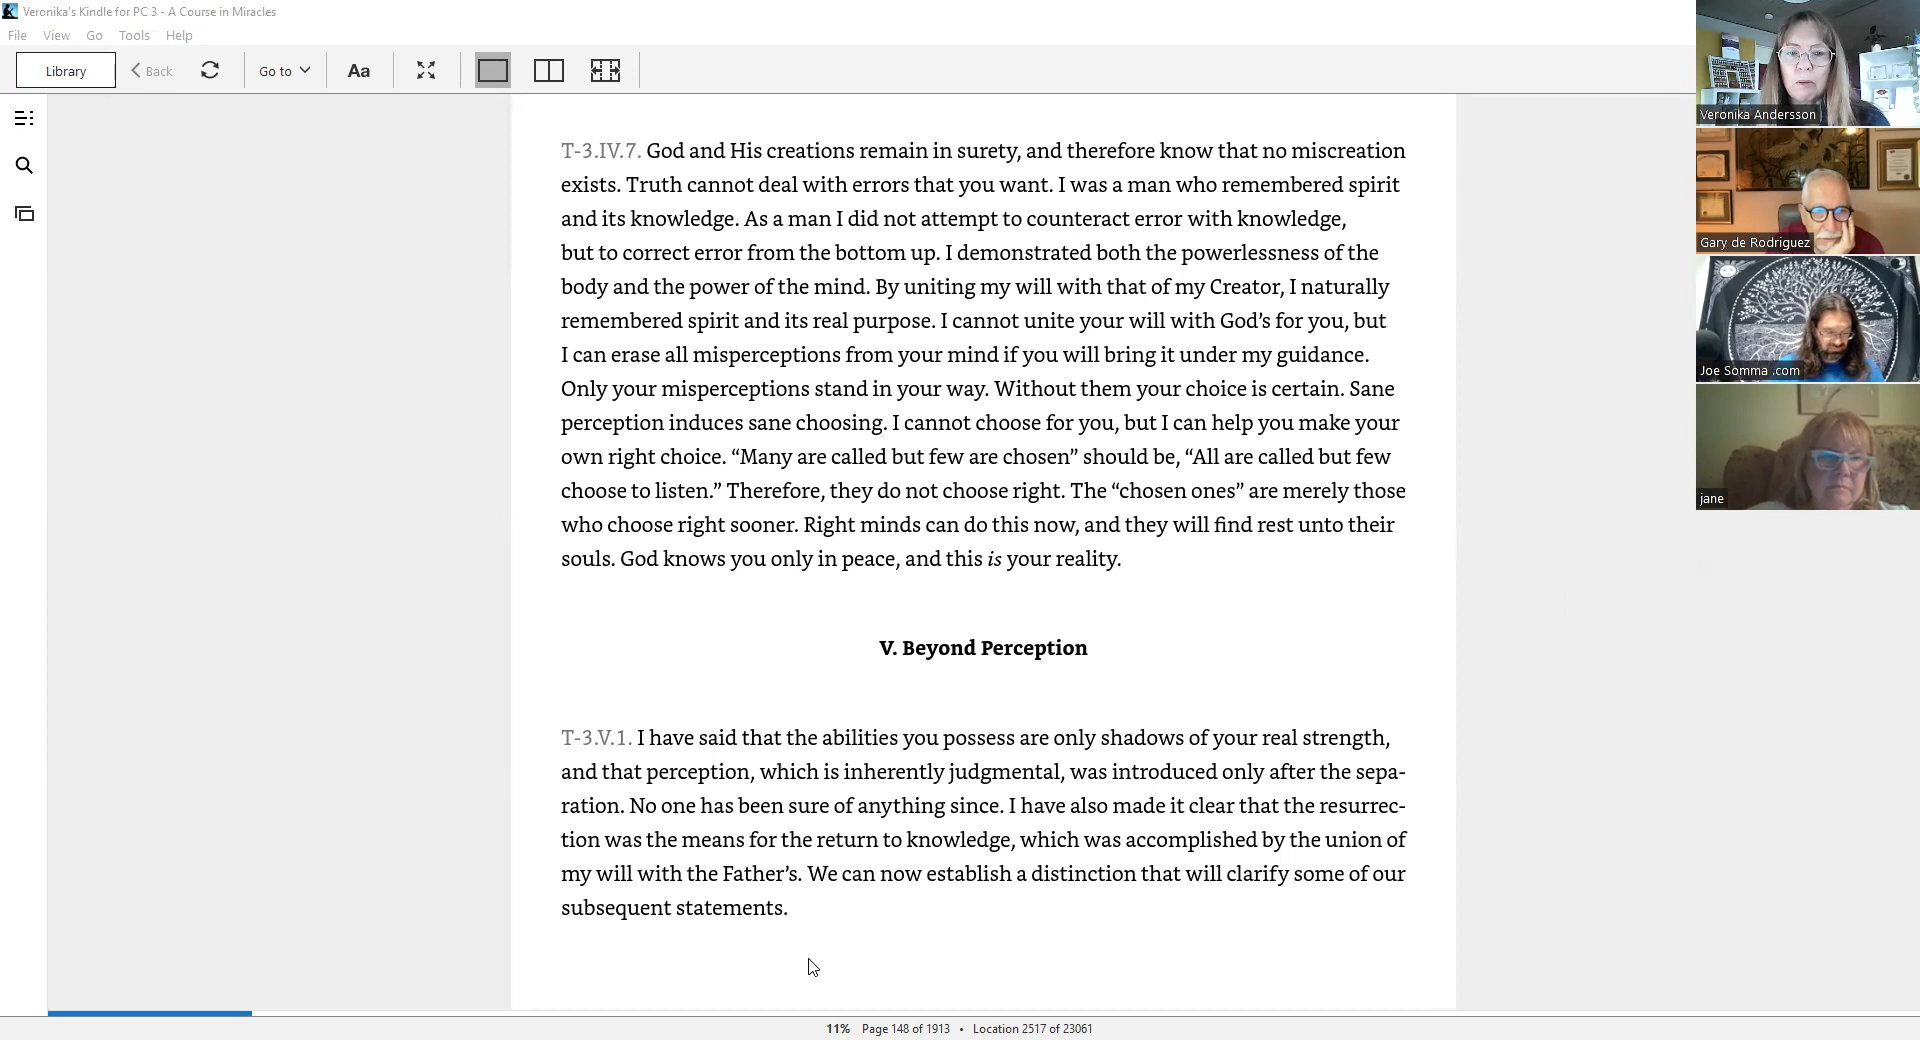 Veronika's Kindle for PC 3 - A Course in Miracles
File View Go Tools Help
Library Back Go to Aa
T-3.IV.7. God and His creations remain in surety, and therefore know that no miscreation
exists. Truth cannot deal with errors that you want. I was a man who remembered spirit
and its knowledge. As a man I did not attempt to counteract error with knowledge,
but to correct error from the bottom up. I demonstrated both the powerlessness of the
body and the power of the mind. By uniting my will with that of my Creator, I naturally
remembered spirit and its real purpose. I cannot unite your will with God’s for you, but
I can erase all misperceptions from your mind if you will bring it under my guidance.
Only your misperceptions stand in your way. Without them your choice is certain. Sane
perception induces sane choosing. I cannot choose for you, but I can help you make your
own right choice. “Many are called but few are chosen” should be, “All are called but few
choose to listen.” Therefore, they do not choose right. The “chosen ones” are merely those
who choose right sooner. Right minds can do this now, and they will find rest unto their
souls. God knows you only in peace, and this is your reality.
V. Beyond Perception
T-3.V.1. I have said that the abilities you possess are only shadows of your real strength,
and that perception, which is inherently judgmental, was introduced only after the sepa-
ration. No one has been sure of anything since. I have also made it clear that the resurrec-
tion was the means for the return to knowledge, which was accomplished by the union of
my will with the Father’s. We can now establish a distinction that will clarify some of our
subsequent statements.
11% Page 148 of 1913 • Location 2517 of 23061
Veronika Andersson
Gary de Rodriguez
Joe Somma .com
jane